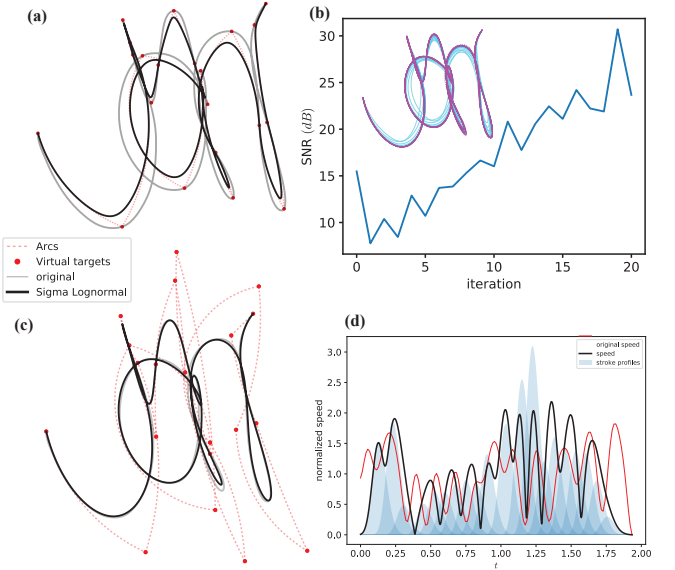 (a)
(b)
30
25
20
15
10
SNR (dB)
0
5
10
15
20
iteration
Arcs
Virtual targets
original
Sigma Lognormal
(c)
(d)
original speed
speed
stroke profiles
3.0
2.5
2.0
1.5
1.0
0.5
0.0
normalized speed
0.00
0.25
0.50
0.75
1.00
1.25
1.50
1.75
2.00
t